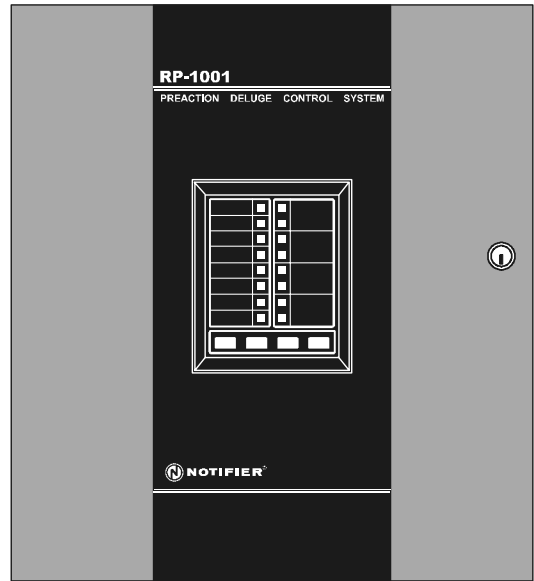 RP-1001
PREACTION DELUGE CONTROL SYSTEM
NOTIFIER®